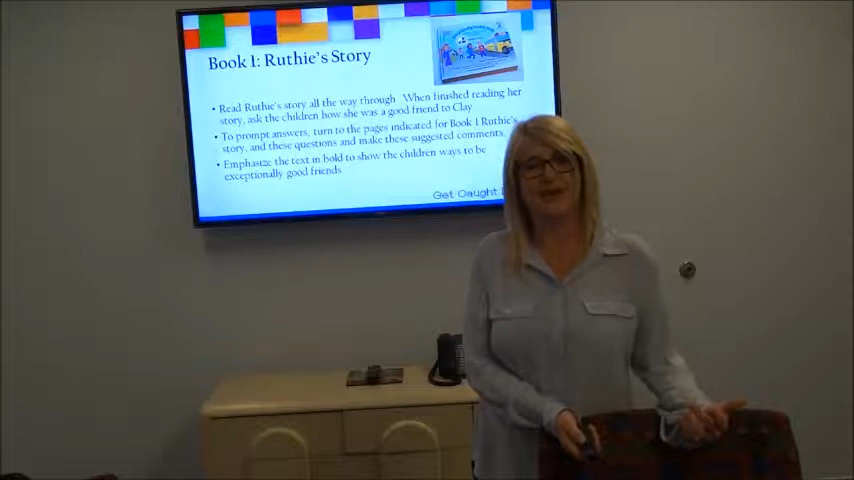 Book 1: Ruthie's Story
• Read Ruthie's story all the way through When finished reading her
story, ask the children how she was a good friend to Clay
• To prompt answers, turn to the pages indicated for Book 1 Ruthie's
story, and these questions and make these suggested comments.
• Emphasize the text in bold to show the children ways to be
exceptionally good friends
Get Caught